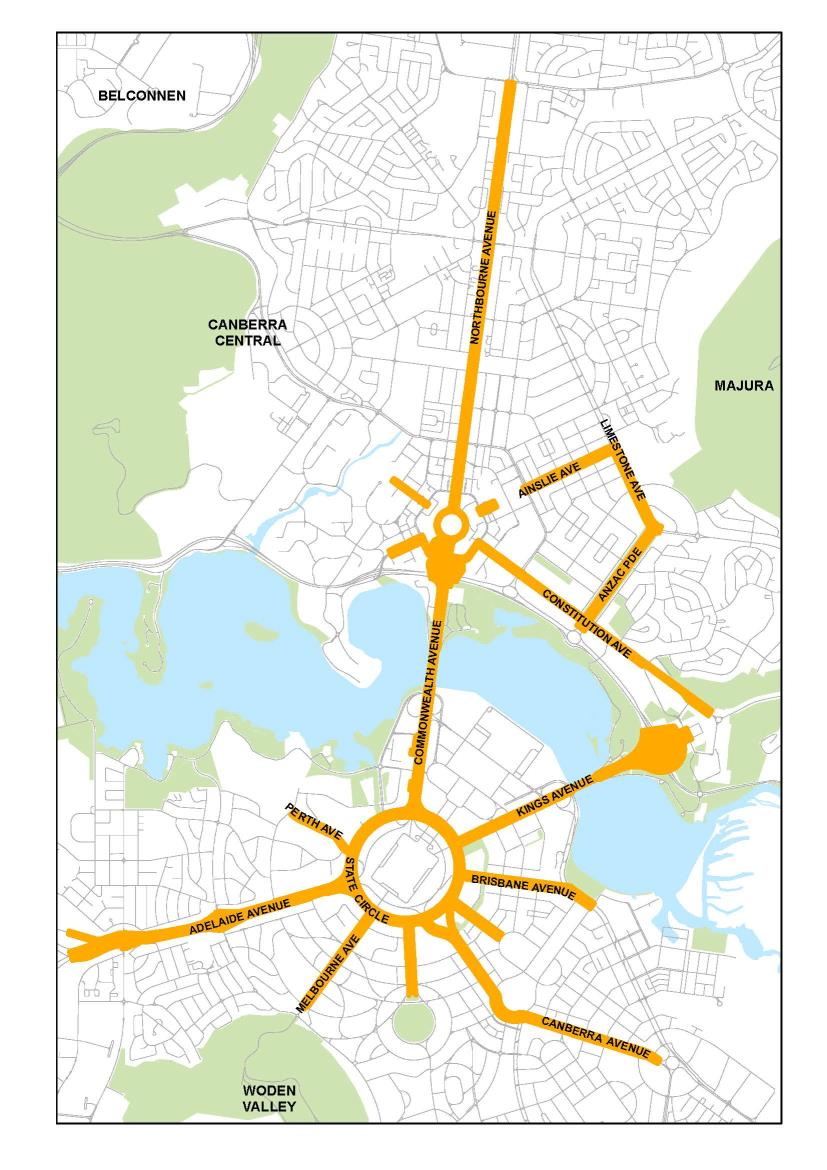 BELCONNEN
NORTHBOURNE AVENUE
CANBERRA
CENTRAL
MAJURA
LIMESTONE AVE
AINSLIE AVE
ANZAC PDE
CONSTITUTION AVE
COMMONWEALTH AVENUE
KINGS AVENUE
PERTH AVE
STATE CIRCLE
BRISBANE AVENUE
ADELAIDE AVENUE
MELBOURNE AVE
CANBERRA AVENUE
WODEN
VALLEY